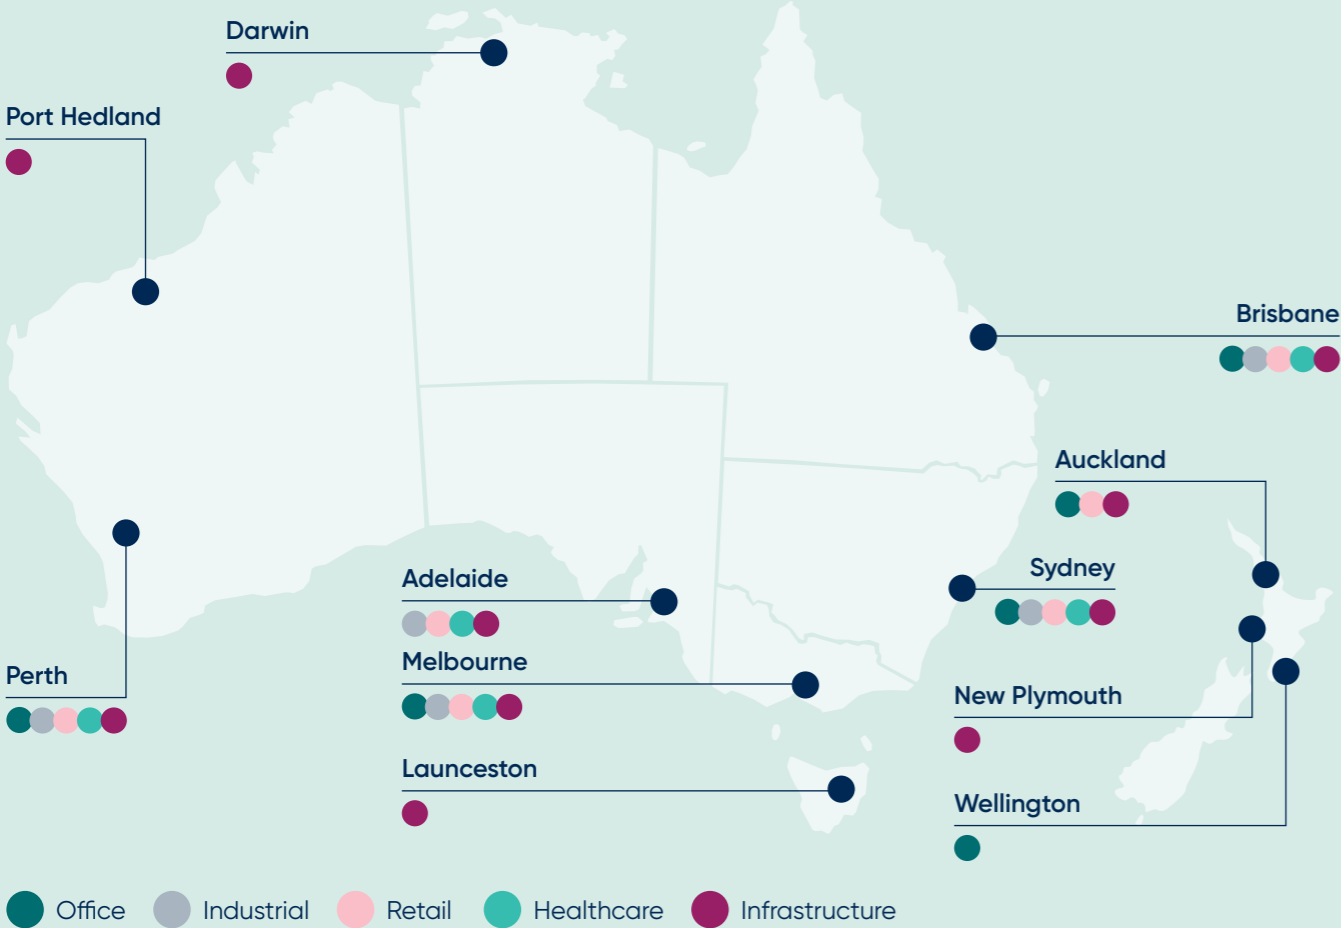 Darwin
Port Hedland
Brisbane
Auckland
Sydney
Adelaide
Melbourne
Perth
New Plymouth
Launceston
Wellington
Office
Industrial
Retail
Healthcare
Infrastructure